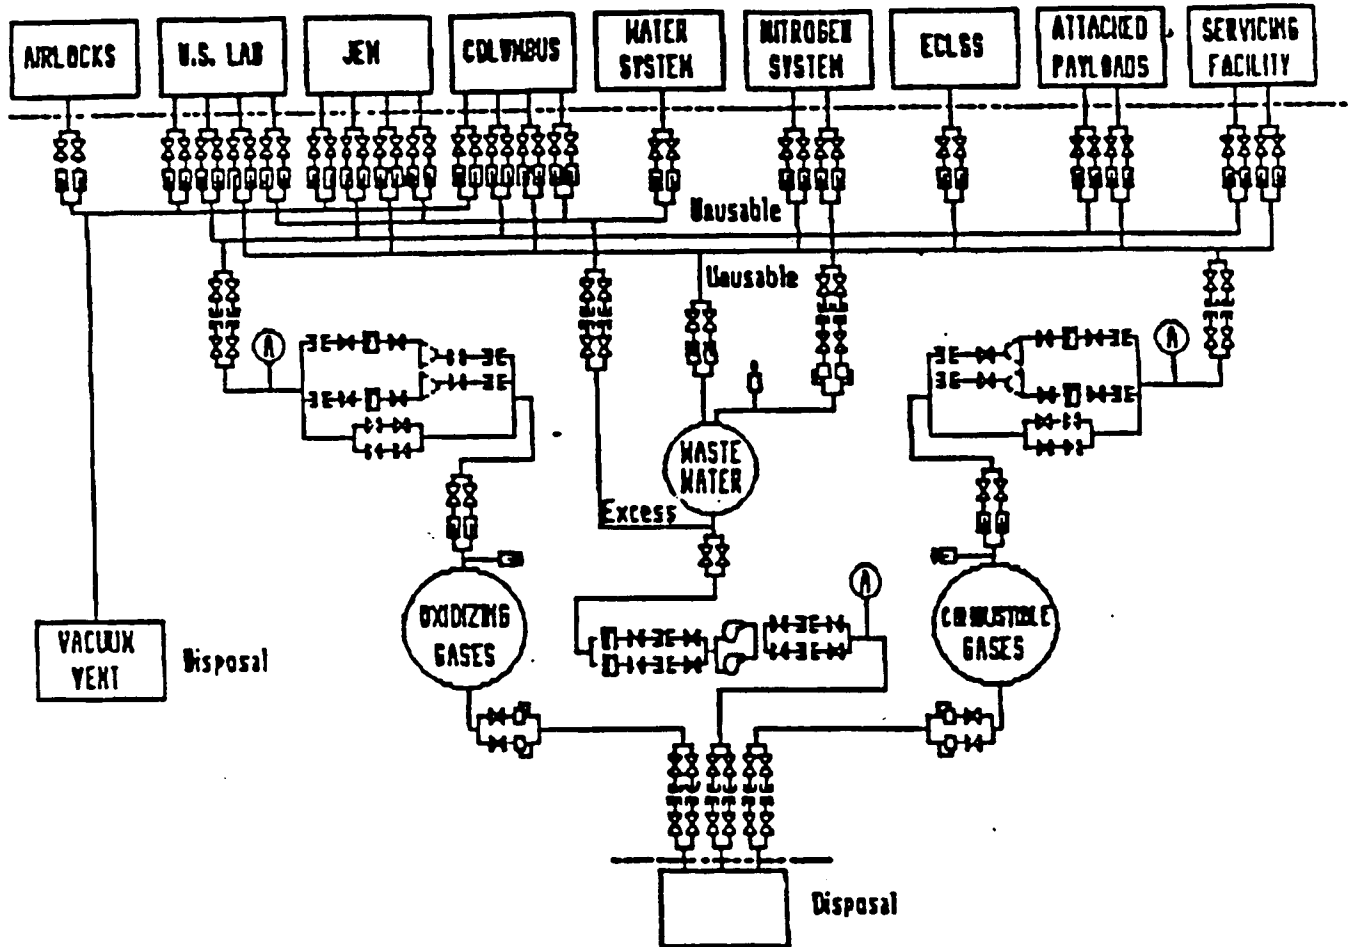 AIRLOCKS
U.S. LAB
JEM
COLUMBUS
WATER
SYSTEM
NITROGEN
SYSTEM
ECLSS
ATTACHED
PAYLOADS
SERVICING
FACILITY
Unusable
Unusable
A
A
WASTE
WATER
Excess
A
OXIDIZING
GASES
COMBUSTIBLE
GASES
VACUUM
VENT
Disposal
Disposal